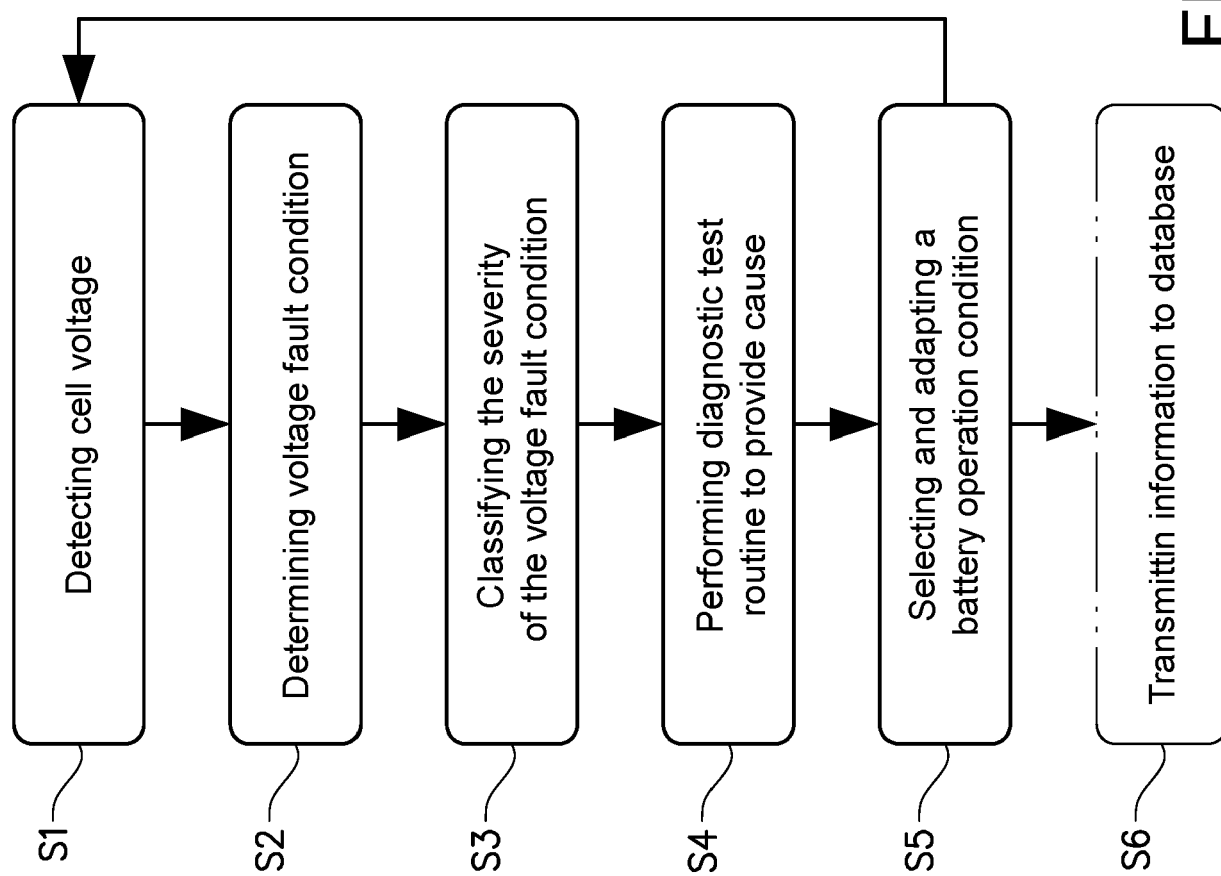 S1
Detecting cell voltage
S2
Determining voltage fault condition
S3
Classifying the severity
of the voltage fault condition
S4
Performing diagnostic test
routine to provide cause
S5
Selecting and adapting a
battery operation condition
S6
Transmittin information to database